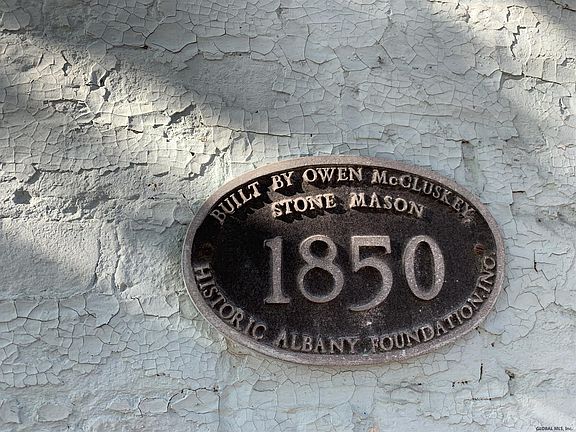 BUILT BY OWEN McCLUSKEY
STONE MASON
1850
HISTORIC ALBANY FOUNDATION, INC.
GLOBAL MLS, Inc.